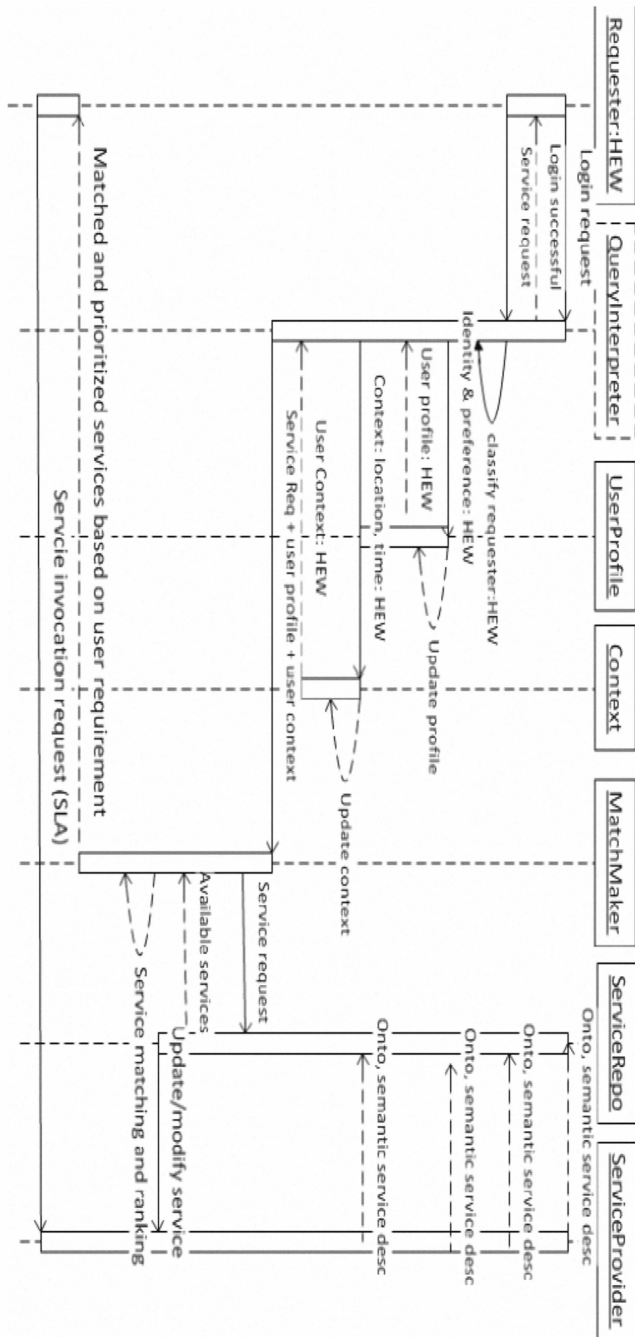 Requester:HEW
QueryInterpreter
UserProfile
Context
MatchMaker
ServiceRepo
ServiceProvider
Login request
Login successful
Service request
classify requester:HEW
Identity & preference: HEW
User profile: HEW
Update profile
Context: location, time: HEW
User Context: HEW
Update context
Service Req + user profile + user context
Onto, semantic service desc
Onto, semantic service desc
Onto, semantic service desc
Onto, semantic service desc
Service request
Available services
Update/modify service
Service matching and ranking
Matched and prioritized services based on user requirement
Servcie invocation request (SLA)